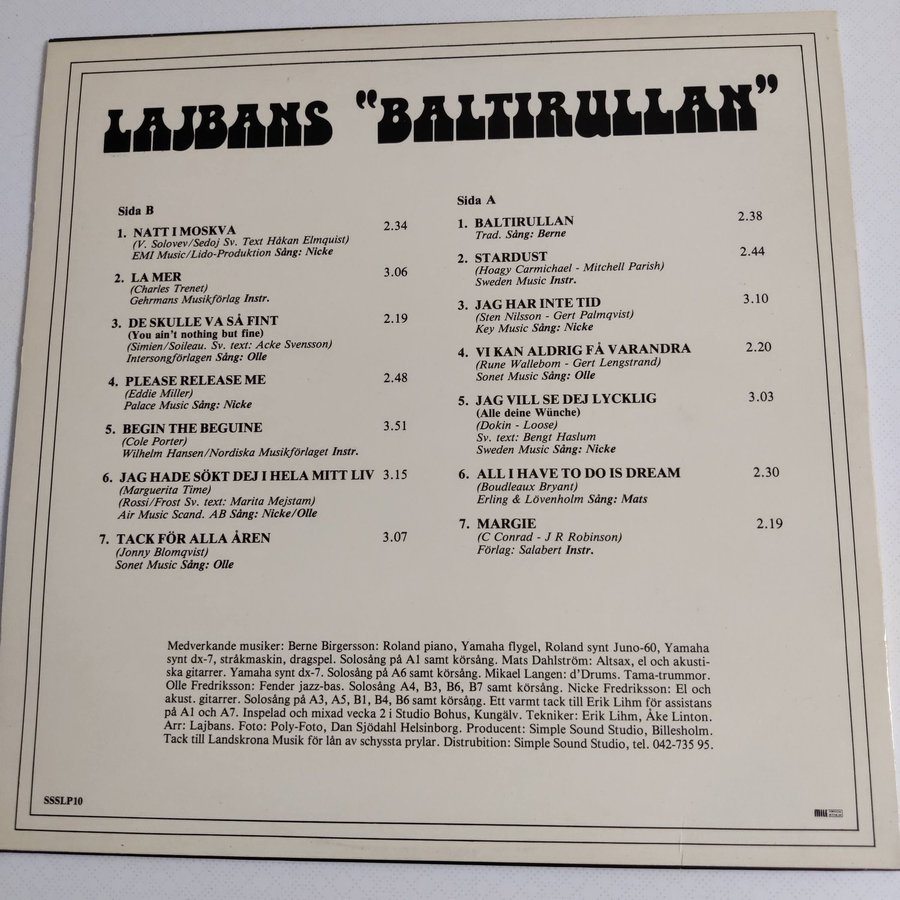 LAJBANS "BALTIRULLAN"
Sida B
1. NATT I MOSKVA 2.34
(V. Solovev/Sedoj Sv. Text Håkan Elmquist)
EMI Music/Lido-Produktion Sång: Nicke
2. LA MER 3.06
(Charles Trenet)
Gehrmans Musikförlag Instr.
3. DE SKULLE VA SÅ FINT 2.19
(You ain't nothing but fine)
(Simien/Soileau. Sv. text: Acke Svensson)
Intersongförlagen Sång: Olle
4. PLEASE RELEASE ME 2.48
(Eddie Miller)
Palace Music Sång: Nicke
5. BEGIN THE BEGUINE 3.51
(Cole Porter)
Wilhelm Hansen/Nordiska Musikförlaget Instr.
6. JAG HADE SÖKT DEJ I HELA MITT LIV 3.15
(Marguerita Time)
(Rossi/Frost Sv. text: Marita Mejstam)
Air Music Scand. AB Sång: Nicke/Olle
7. TACK FÖR ALLA ÅREN 3.07
(Jonny Blomqvist)
Sonet Music Sång: Olle
Sida A
1. BALTIRULLAN 2.38
Trad. Sång: Berne
2. STARDUST 2.44
(Hoagy Carmichael - Mitchell Parish)
Sweden Music Instr.
3. JAG HAR INTE TID 3.10
(Sten Nilsson - Gert Palmqvist)
Key Music Sång: Nicke
4. VI KAN ALDRIG FÅ VARANDRA 2.20
(Rune Wallebom - Gert Lengstrand)
Sonet Music Sång: Olle
5. JAG VILL SE DEJ LYCKLIG 3.03
(Alle deine Wünche)
(Dokin - Loose)
Sv. text: Bengt Haslum
Sweden Music Sång: Nicke
6. ALL I HAVE TO DO IS DREAM 2.30
(Boudleaux Bryant)
Erling & Lövenholm Sång: Mats
7. MARGIE 2.19
(C Conrad - J R Robinson)
Förlag: Salabert Instr.
Medverkande musiker: Berne Birgersson: Roland piano, Yamaha flygel, Roland synt Juno-60, Yamaha
synt dx-7, stråkmaskin, dragspel. Solosång på A1 samt körsång. Mats Dahlström: Altsax, el och akusti-
ska gitarrer. Yamaha synt dx-7. Solosång på A6 samt körsång. Mikael Langen: d'Drums. Tama-trummor.
Olle Fredriksson: Fender jazz-bas. Solosång A4, B3, B6, B7 samt körsång. Nicke Fredriksson: El och
akust. gitarrer. Solosång på A3, A5, B1, B4, B6 samt körsång. Ett varmt tack till Erik Lihm för assistans
på A1 och A7. Inspelad och mixad vecka 2 i Studio Bohus, Kungälv. Tekniker: Erik Lihm, Åke Linton.
Arr: Lajbans. Foto: Poly-Foto, Dan Sjödahl Helsinborg. Producent: Simple Sound Studio, Billesholm.
Tack till Landskrona Musik för lån av schyssta prylar. Distrubition: Simple Sound Studio, tel. 042-735 95.
SSSLP10